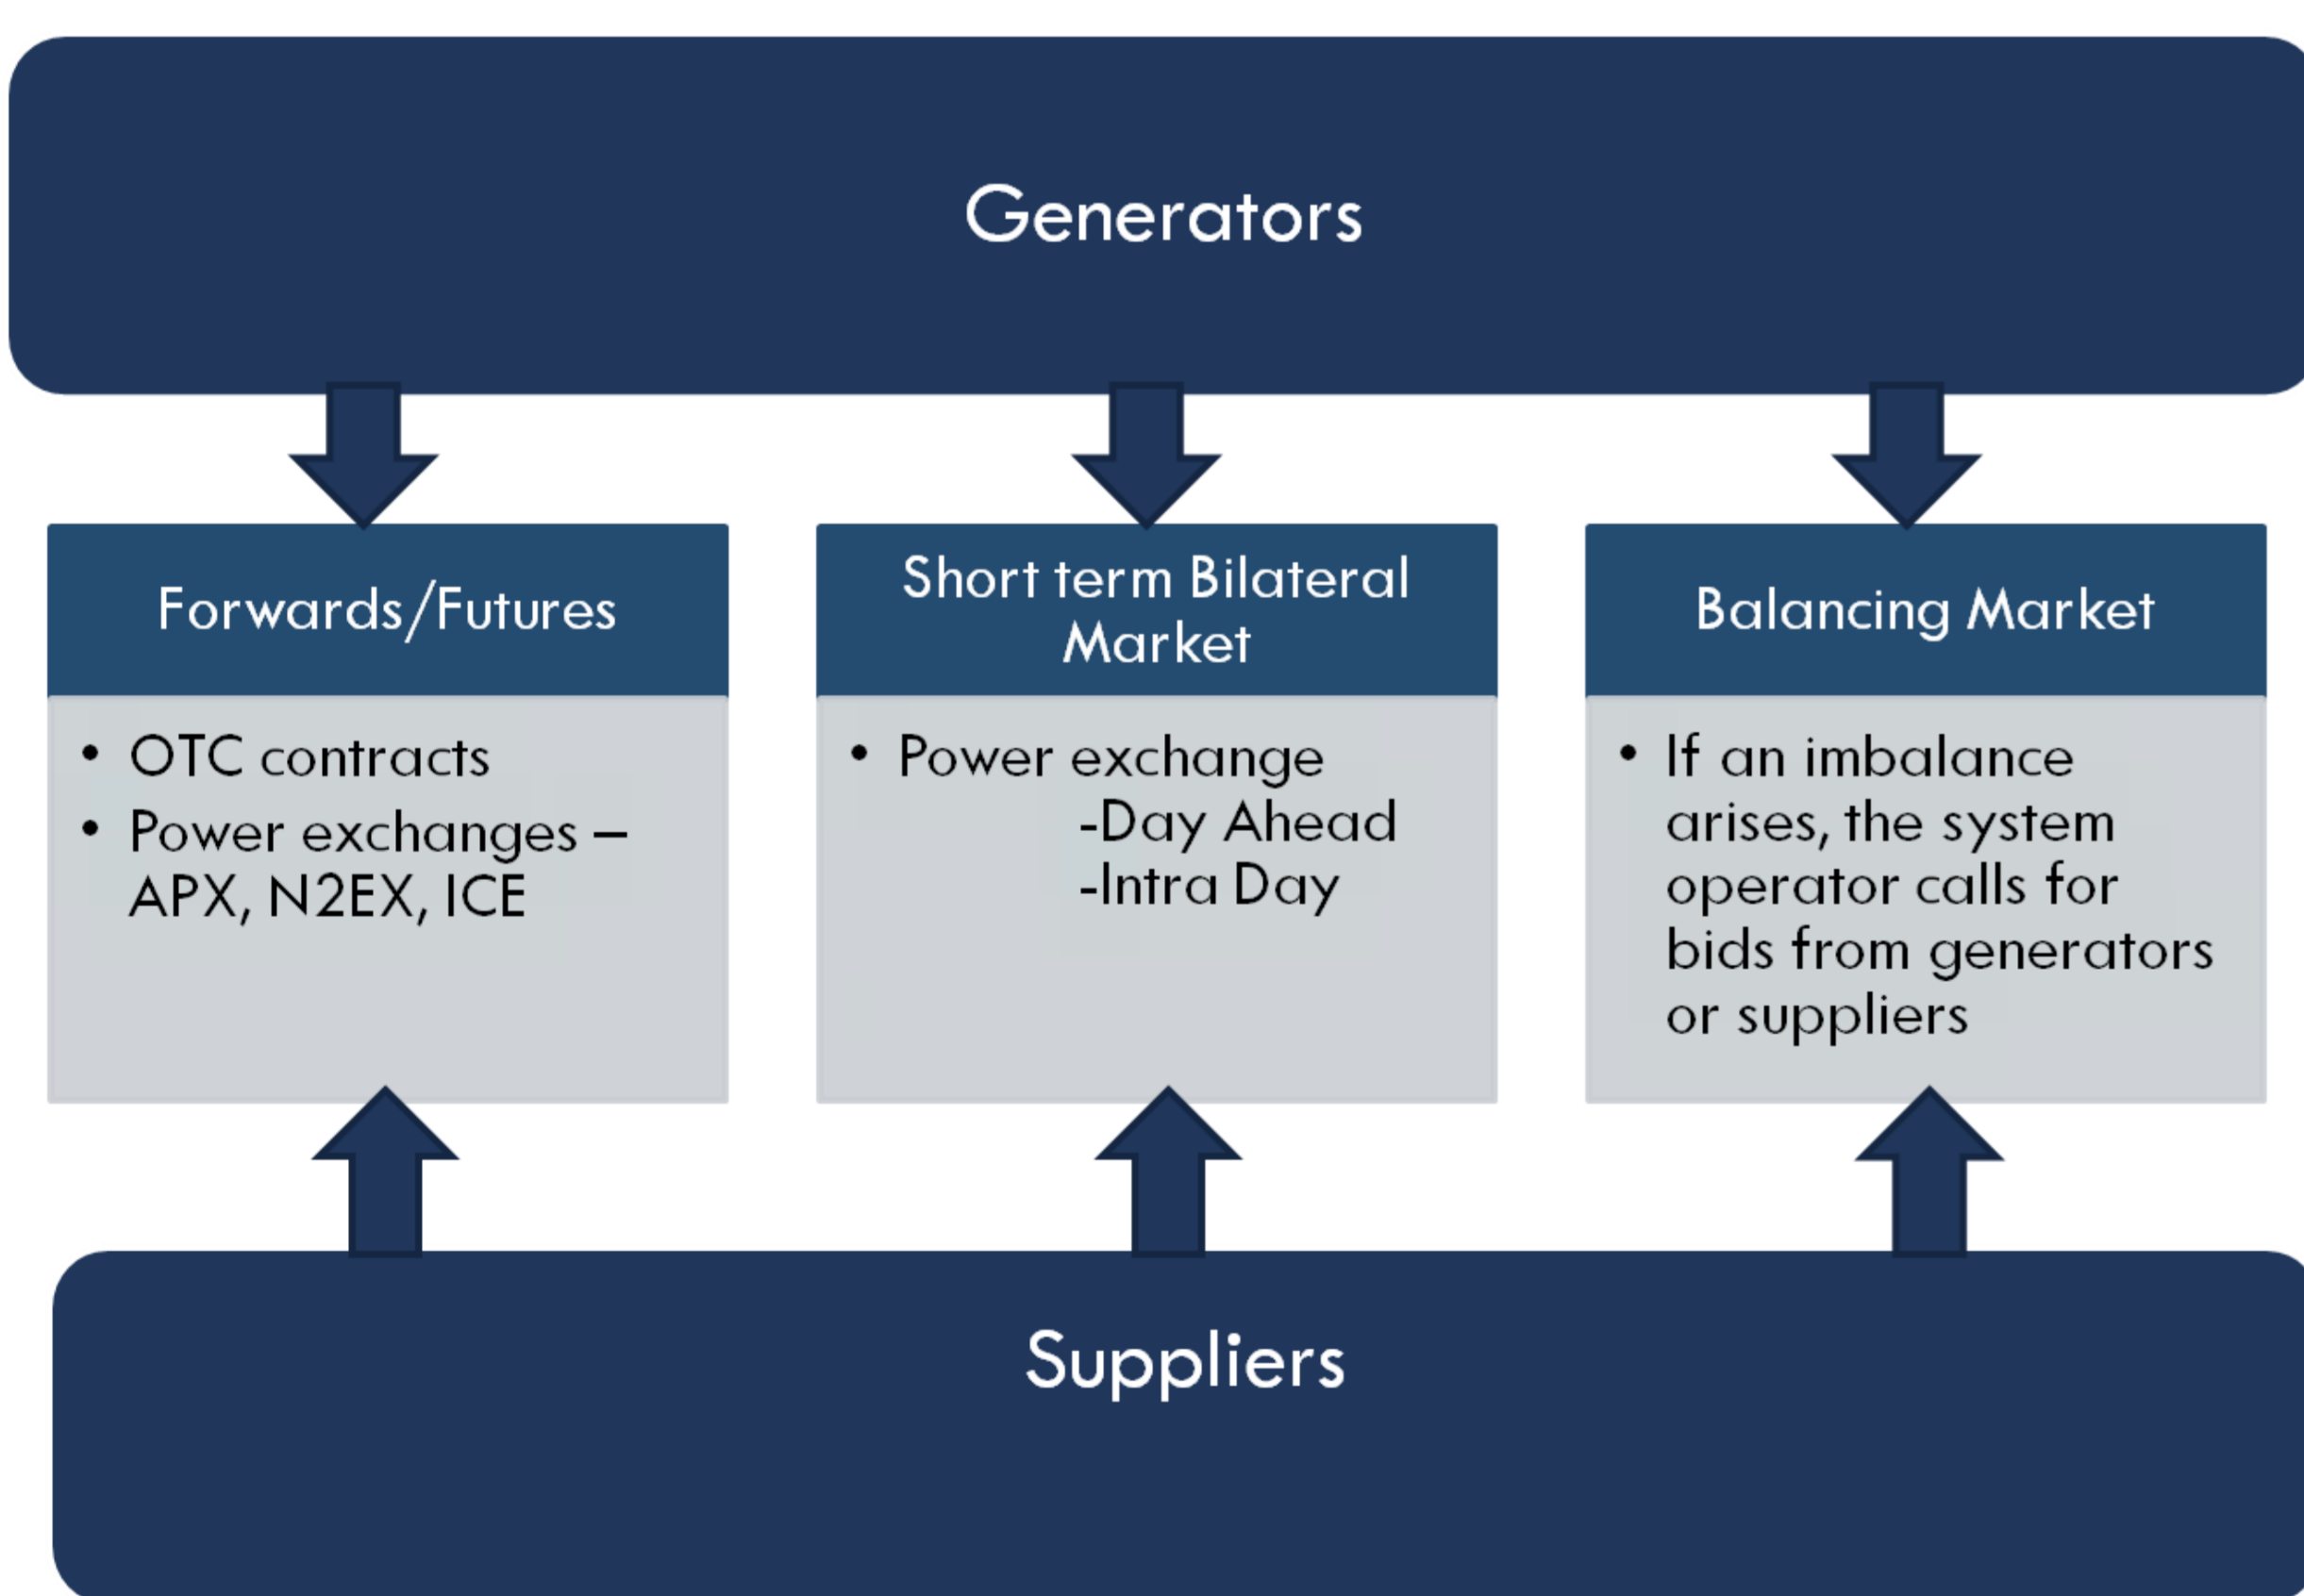 Generators
Forwards/Futures
• OTC contracts
• Power exchanges –
APX, N2EX, ICE
Short term Bilateral
Market
• Power exchange
-Day Ahead
-Intra Day
Balancing Market
• If an imbalance
arises, the system
operator calls for
bids from generators
or suppliers
Suppliers